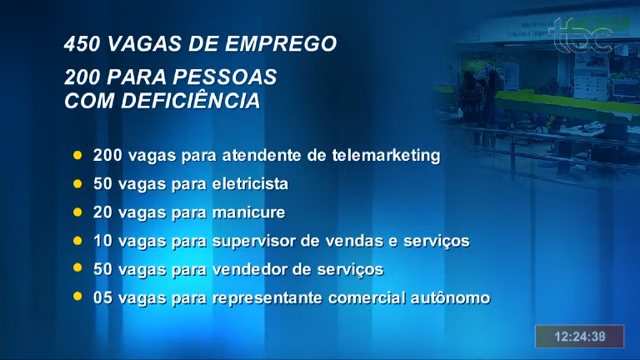 tbc
450 VAGAS DE EMPREGO
200 PARA PESSOAS
COM DEFICIÊNCIA
200 vagas para atendente de telemarketing
50 vagas para eletricista
20 vagas para manicure
10 vagas para supervisor de vendas e serviços
50 vagas para vendedor de serviços
05 vagas para representante comercial autônomo
12:24:38